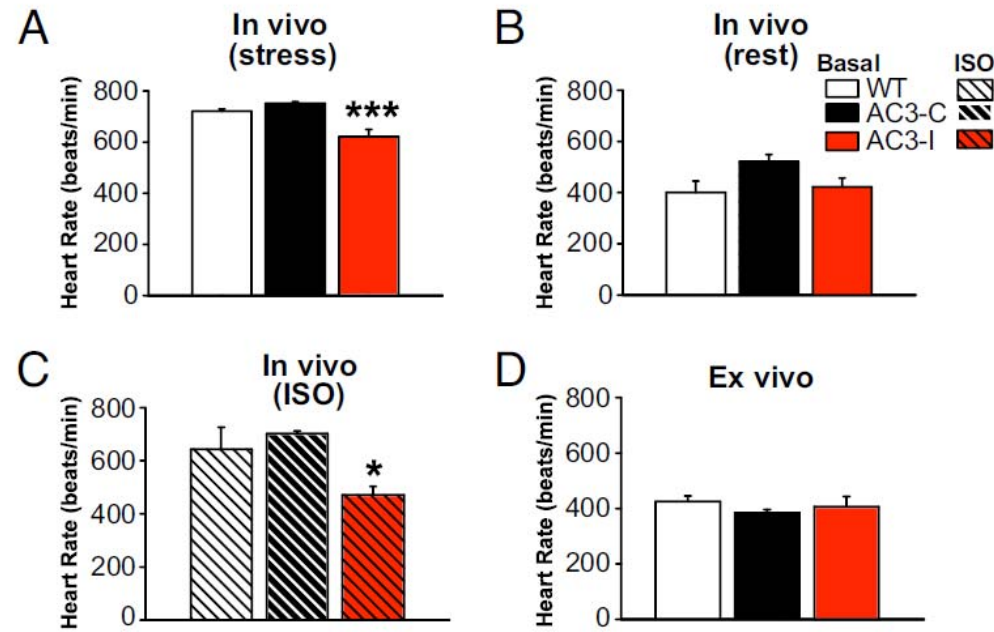 A
In vivo
(stress)
Heart Rate (beats/min)
800
600
400
200
0
***
B
In vivo
(rest)
Basal
ISO
WT
AC3-C
AC3-I
Heart Rate (beats/min)
800
600
400
200
0
C
In vivo
(ISO)
Heart Rate (beats/min)
800
600
400
200
0
*
D
Ex vivo
Heart Rate (beats/min)
800
600
400
200
0